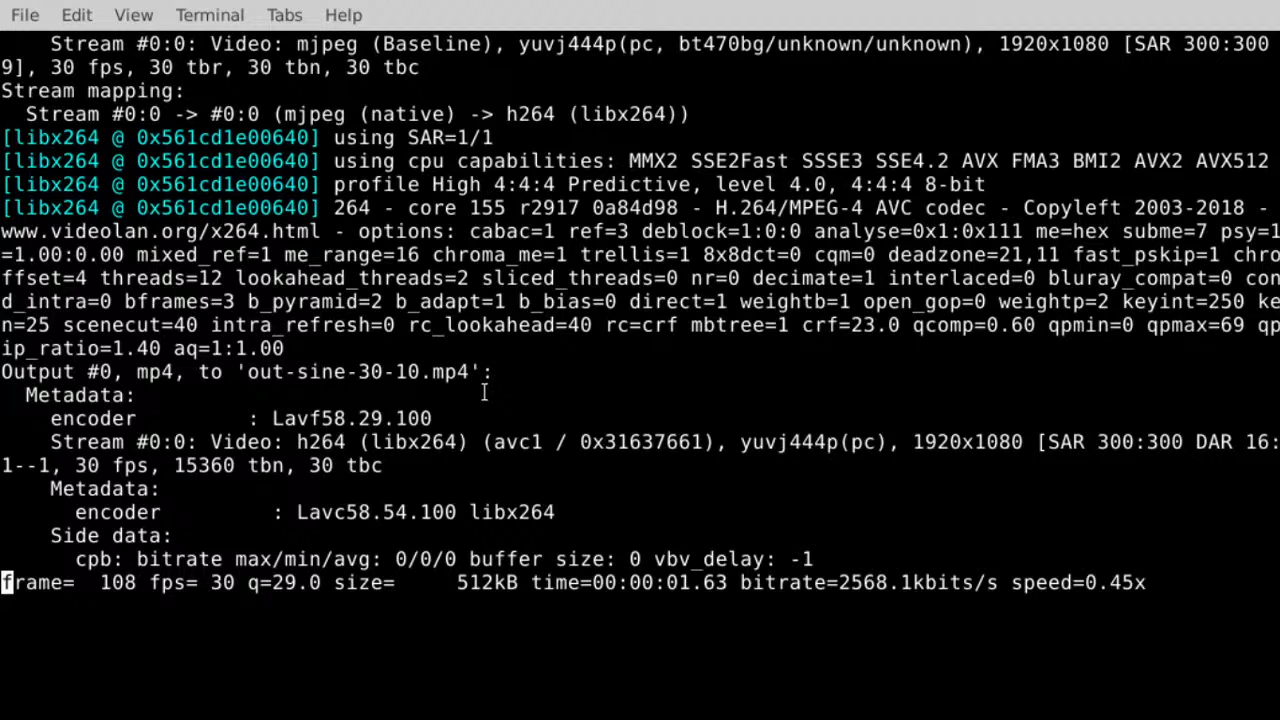 File Edit View Terminal Tabs Help
    Stream #0:0: Video: mjpeg (Baseline), yuvj444p(pc, bt470bg/unknown/unknown), 1920x1080 [SAR 300:300
9], 30 fps, 30 tbr, 30 tbn, 30 tbc
Stream mapping:
  Stream #0:0 -> #0:0 (mjpeg (native) -> h264 (libx264))
[libx264 @ 0x561cd1e00640] using SAR=1/1
[libx264 @ 0x561cd1e00640] using cpu capabilities: MMX2 SSE2Fast SSSE3 SSE4.2 AVX FMA3 BMI2 AVX2 AVX512
[libx264 @ 0x561cd1e00640] profile High 4:4:4 Predictive, level 4.0, 4:4:4 8-bit
[libx264 @ 0x561cd1e00640] 264 - core 155 r2917 0a84d98 - H.264/MPEG-4 AVC codec - Copyleft 2003-2018 -
www.videolan.org/x264.html - options: cabac=1 ref=3 deblock=1:0:0 analyse=0x1:0x111 me=hex subme=7 psy=1
=1.00:0.00 mixed_ref=1 me_range=16 chroma_me=1 trellis=1 8x8dct=0 cqm=0 deadzone=21,11 fast_pskip=1 chro
ffset=4 threads=12 lookahead_threads=2 sliced_threads=0 nr=0 decimate=1 interlaced=0 bluray_compat=0 con
d_intra=0 bframes=3 b_pyramid=2 b_adapt=1 b_bias=0 direct=1 weightb=1 open_gop=0 weightp=2 keyint=250 ke
n=25 scenecut=40 intra_refresh=0 rc_lookahead=40 rc=crf mbtree=1 crf=23.0 qcomp=0.60 qpmin=0 qpmax=69 qp
ip_ratio=1.40 aq=1:1.00
Output #0, mp4, to 'out-sine-30-10.mp4':
  Metadata:
    encoder         : Lavf58.29.100
    Stream #0:0: Video: h264 (libx264) (avc1 / 0x31637661), yuvj444p(pc), 1920x1080 [SAR 300:300 DAR 16:
1--1, 30 fps, 15360 tbn, 30 tbc
    Metadata:
      encoder         : Lavc58.54.100 libx264
    Side data:
      cpb: bitrate max/min/avg: 0/0/0 buffer size: 0 vbv_delay: -1
frame=  108 fps= 30 q=29.0 size=     512kB time=00:00:01.63 bitrate=2568.1kbits/s speed=0.45x